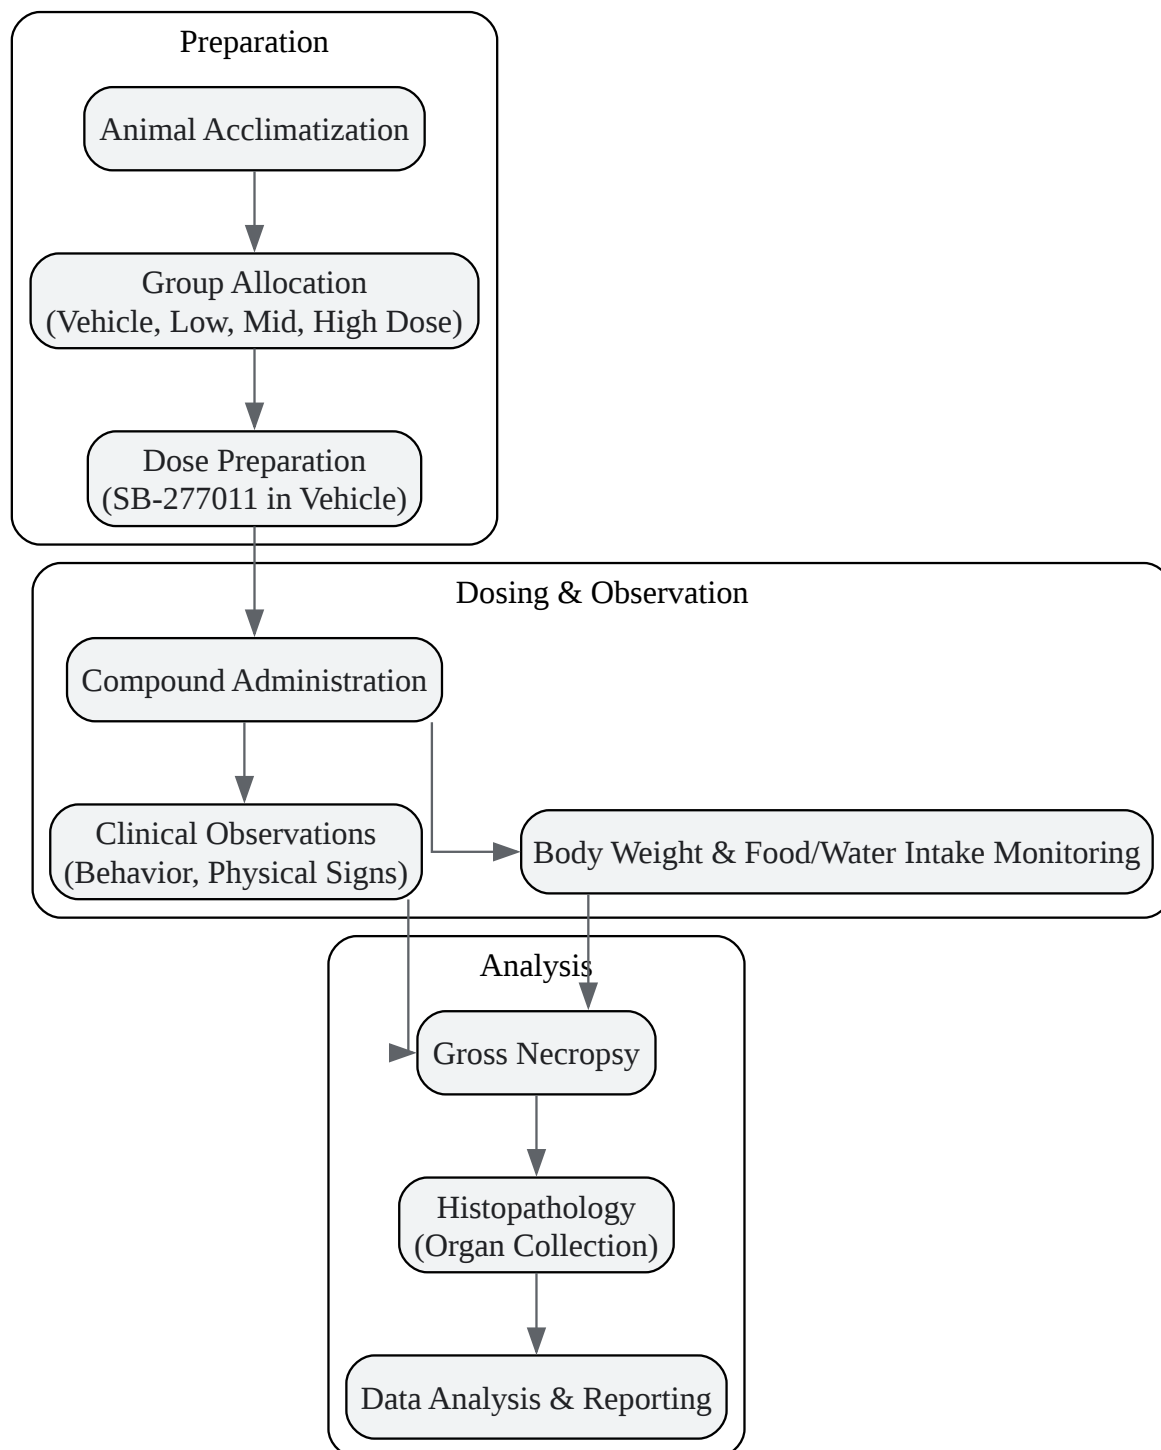 Preparation
Animal Acclimatization
Group Allocation
(Vehicle, Low, Mid, High Dose)
Dose Preparation
(SB-277011 in Vehicle)
Dosing & Observation
Compound Administration
Clinical Observations
(Behavior, Physical Signs)
Body Weight & Food/Water Intake Monitoring
Analysis
Gross Necropsy
Histopathology
(Organ Collection)
Data Analysis & Reporting